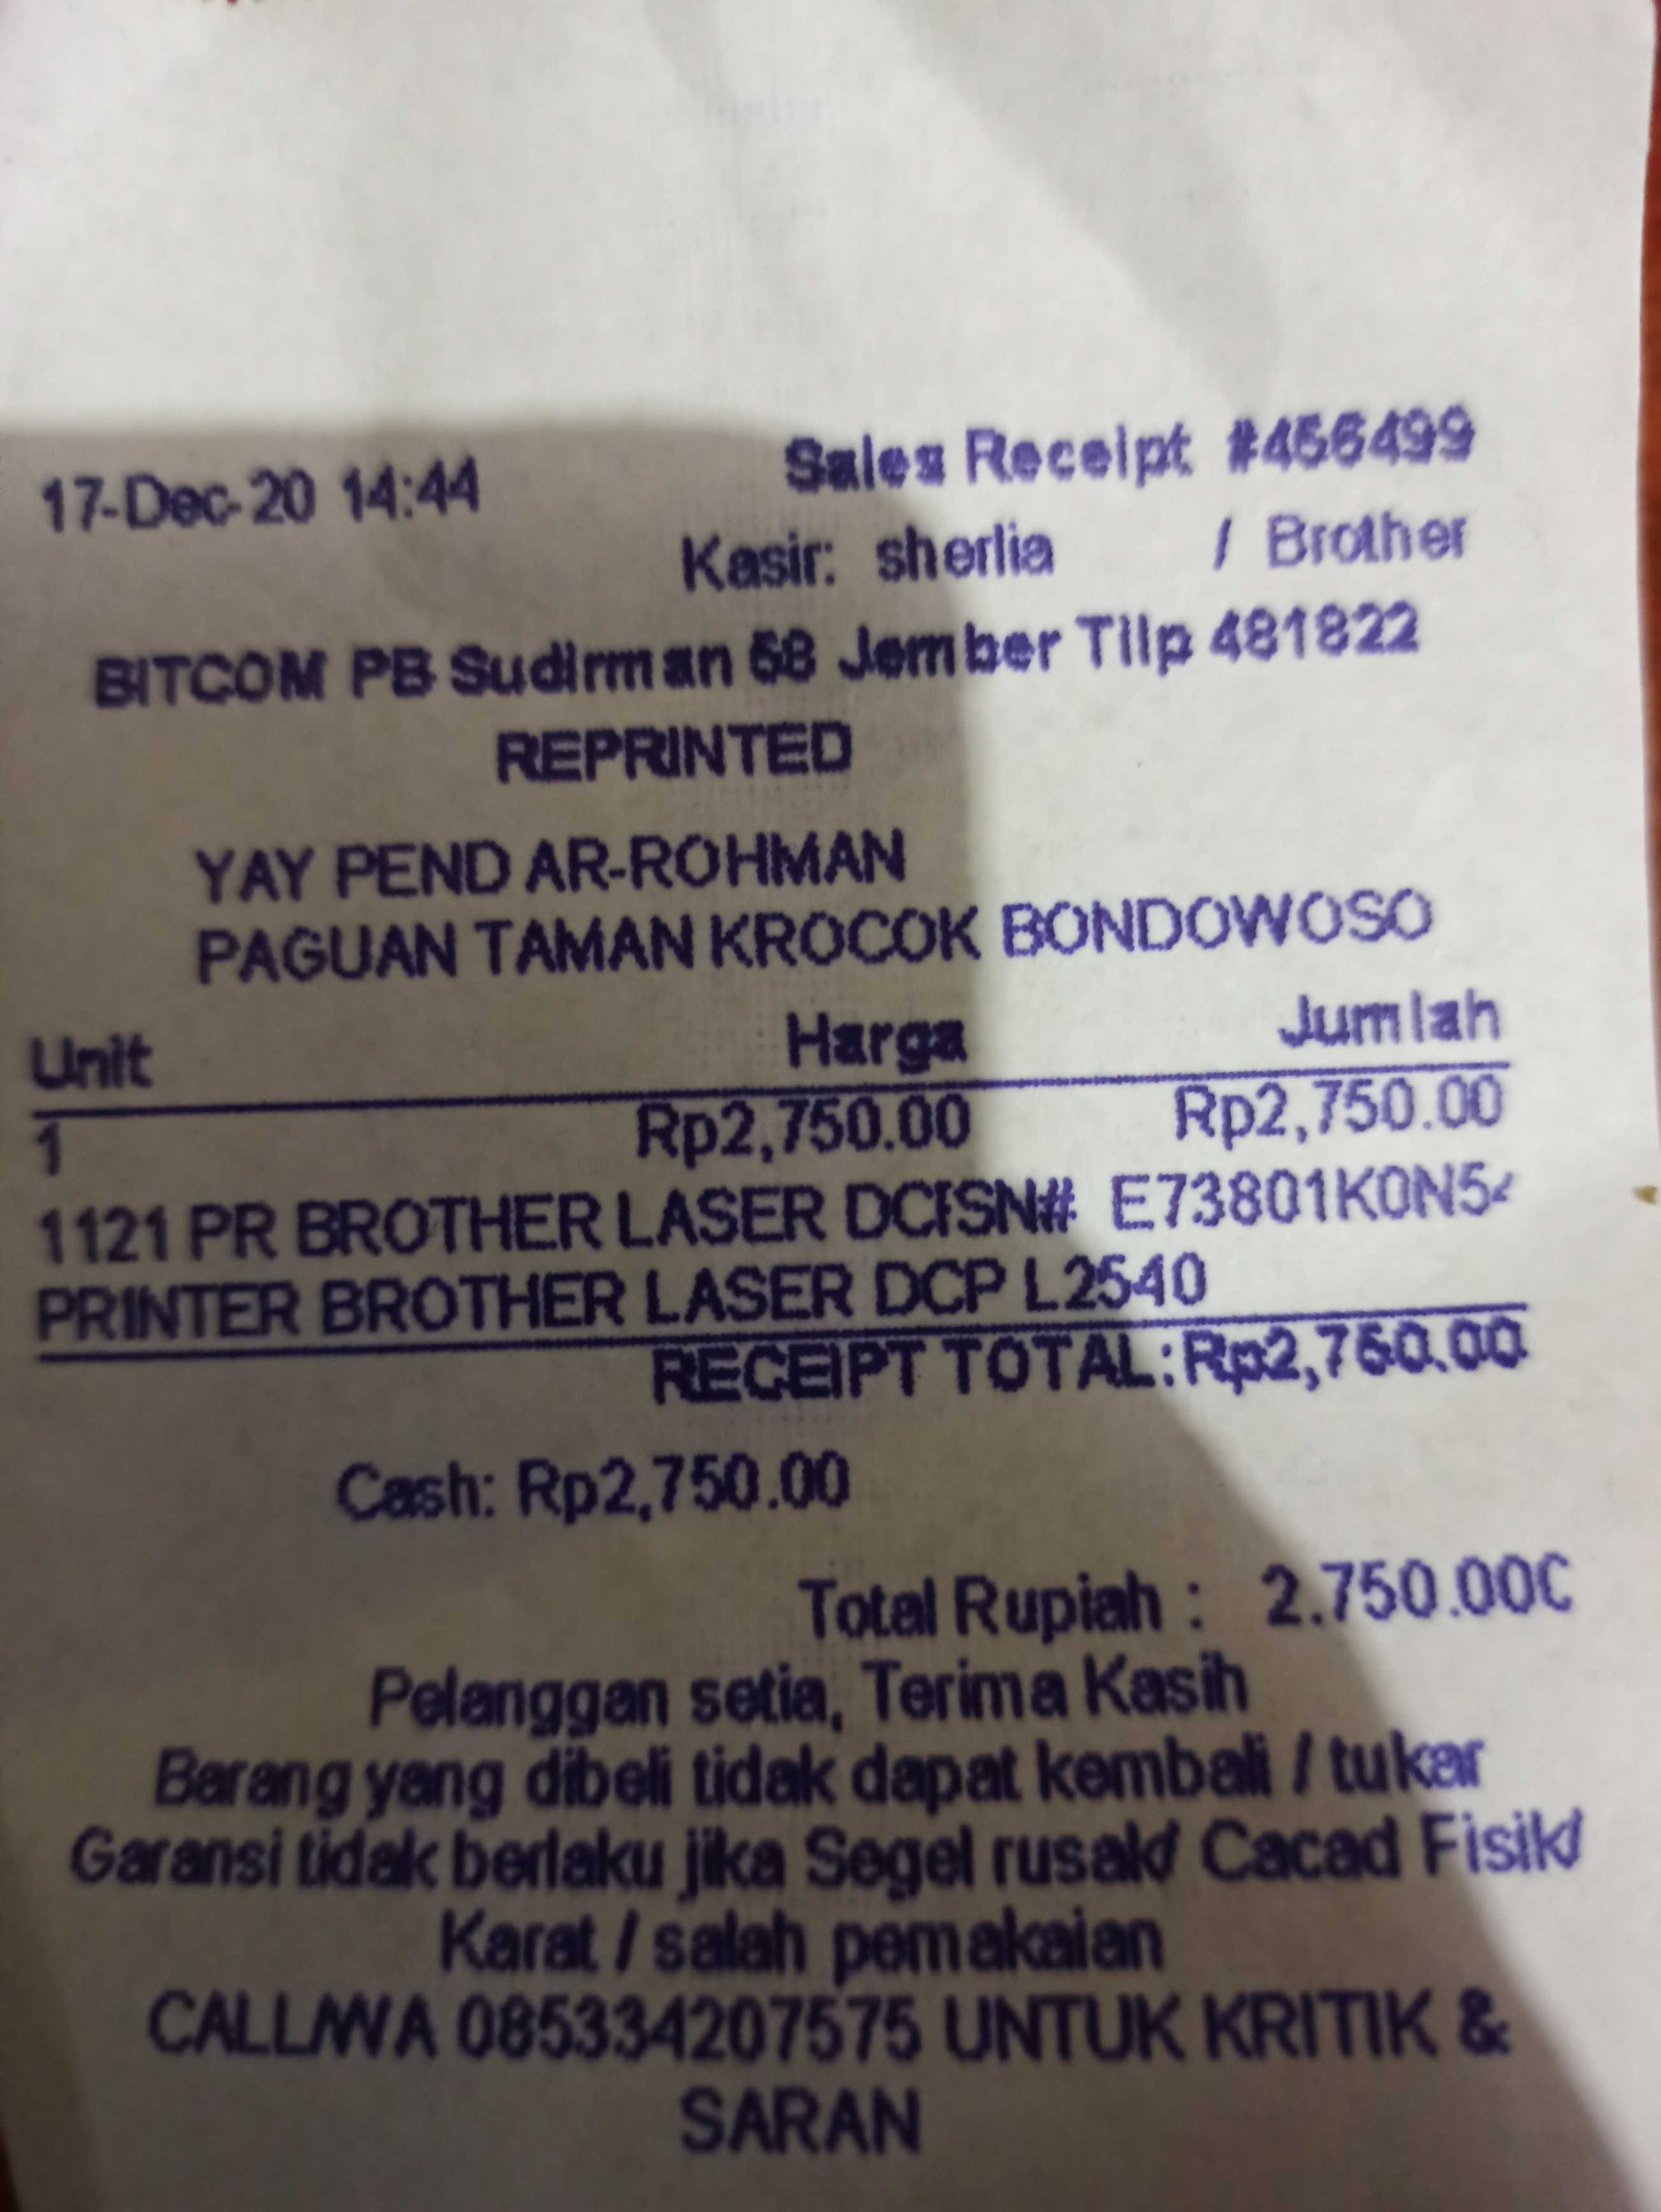 17-Dec-20 14:44 Sales Receipt #456499
Kasir: sherlia / Brother
BITCOM PB Sudirman 58 Jember Tilp 481822
REPRINTED
YAY PEND AR-ROHMAN
PAGUAN TAMAN KROCOK BONDOWOSO
Unit Harga Jumlah
1 Rp2,750.00 Rp2,750.00
1121 PR BROTHER LASER DCISN# E73801K0N54
PRINTER BROTHER LASER DCP L2540
RECEIPT TOTAL: Rp2,750.00
Cash: Rp2,750.00
Total Rupiah : 2.750.000
Pelanggan setia, Terima Kasih
Barang yang dibeli tidak dapat kembali / tukar
Garansi tidak berlaku jika Segel rusak/ Cacad Fisik/
Karat / salah pemakaian
CALL/WA 085334207575 UNTUK KRITIK &
SARAN